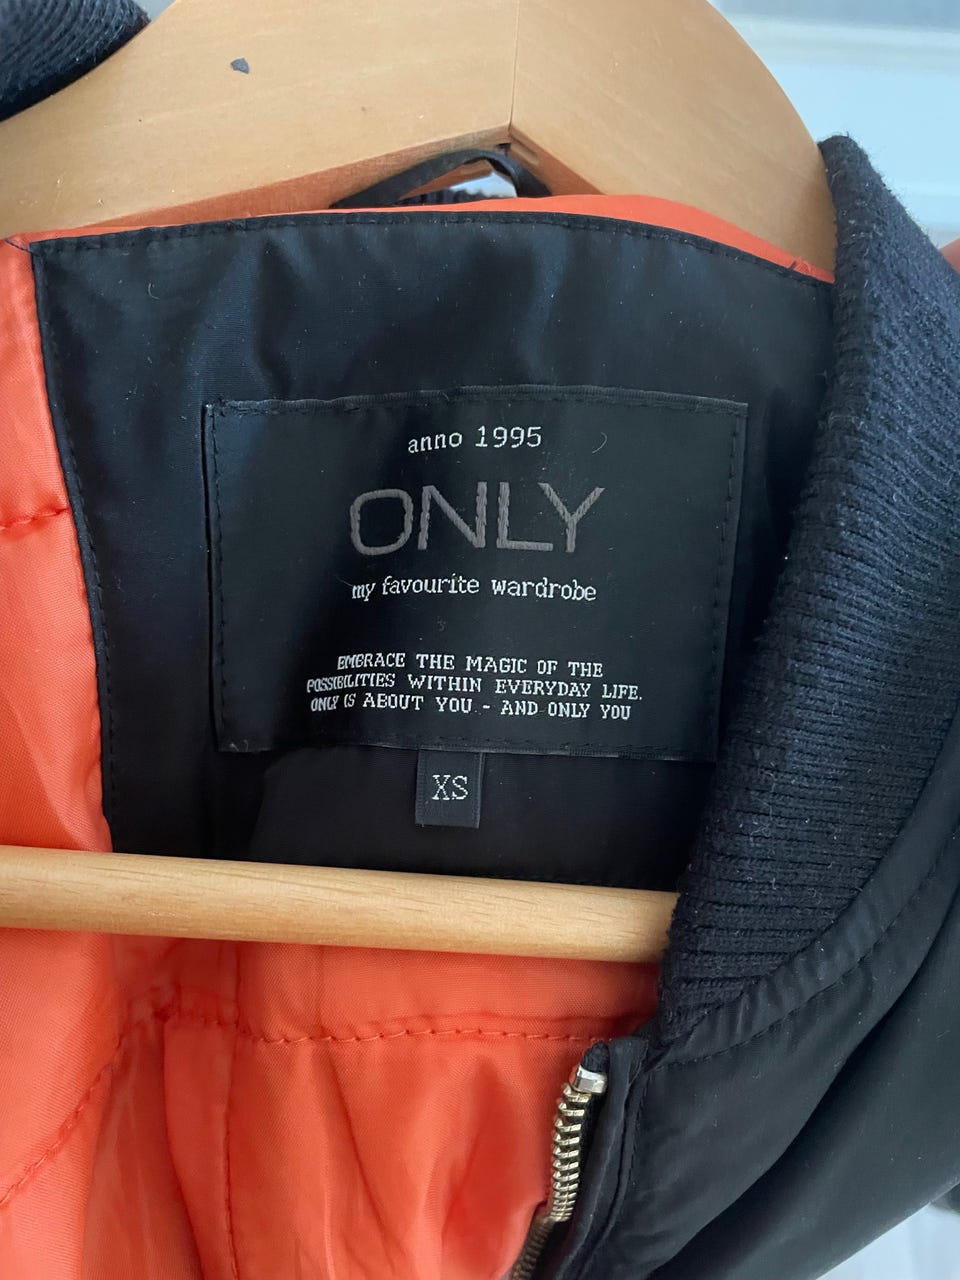 anno 1995
ONLY
my favourite wardrobe
EMBRACE THE MAGIC OF THE
POSSIBILITIES WITHIN EVERYDAY LIFE.
ONLY IS ABOUT YOU - AND ONLY YOU
XS